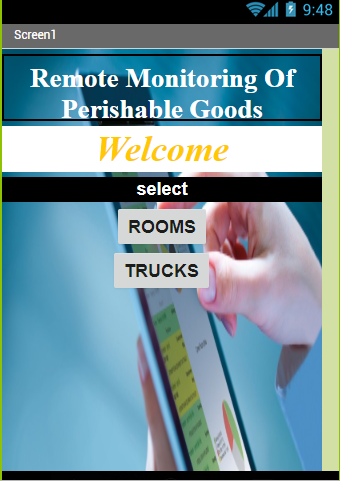 9:48
Screen1
Remote Monitoring Of
Perishable Goods
Welcome
select
ROOMS
TRUCKS